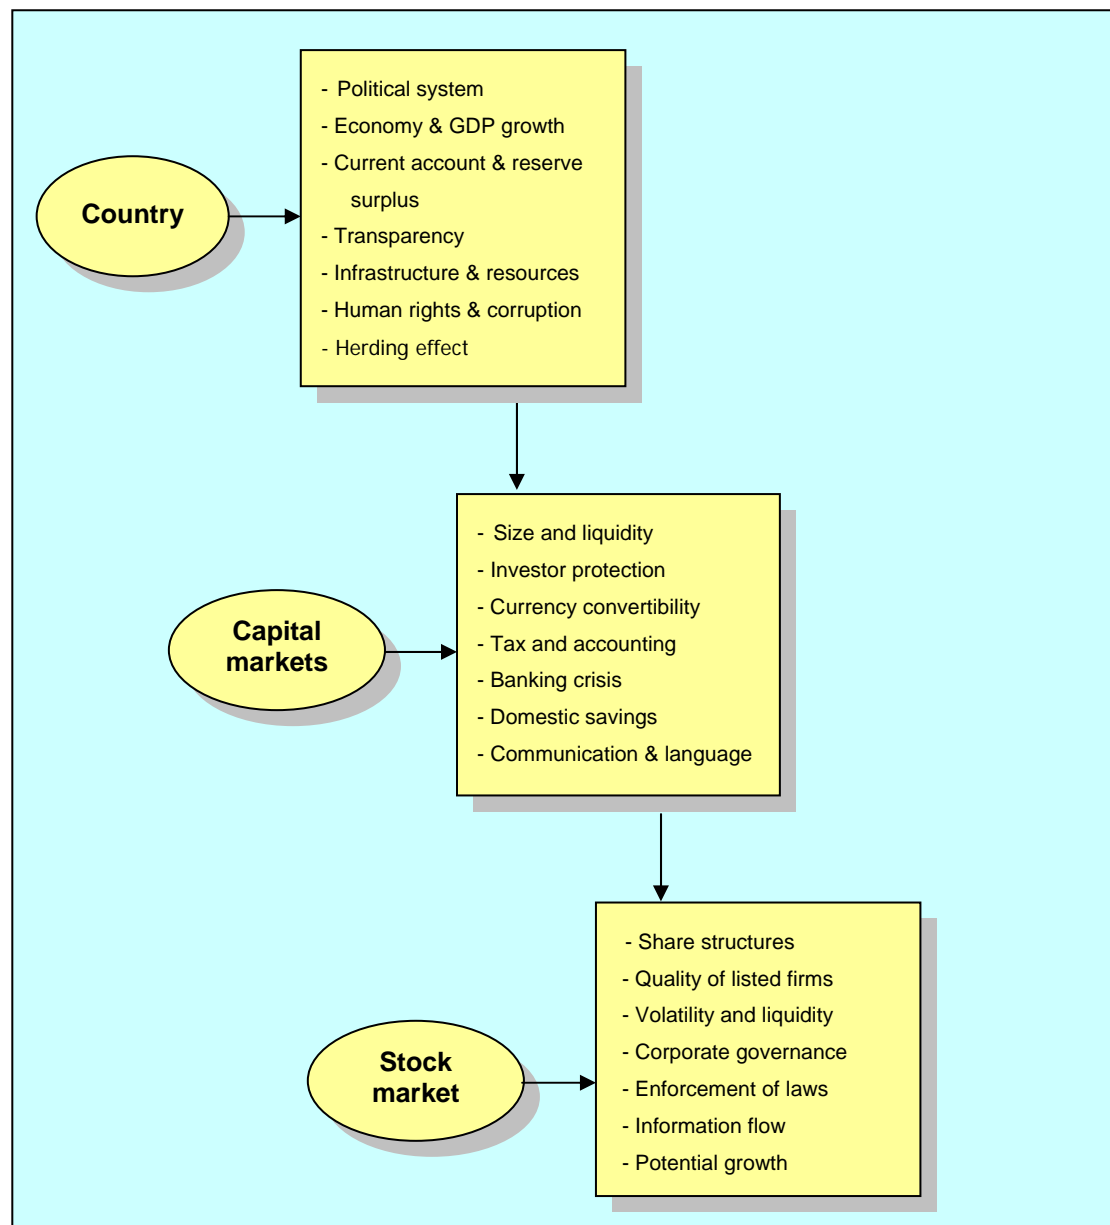 Country
- Political system
- Economy & GDP growth
- Current account & reserve
surplus
- Transparency
- Infrastructure & resources
- Human rights & corruption
- Herding effect
Capital
markets
- Size and liquidity
- Investor protection
- Currency convertibility
- Tax and accounting
- Banking crisis
- Domestic savings
- Communication & language
Stock
market
- Share structures
- Quality of listed firms
- Volatility and liquidity
- Corporate governance
- Enforcement of laws
- Information flow
- Potential growth